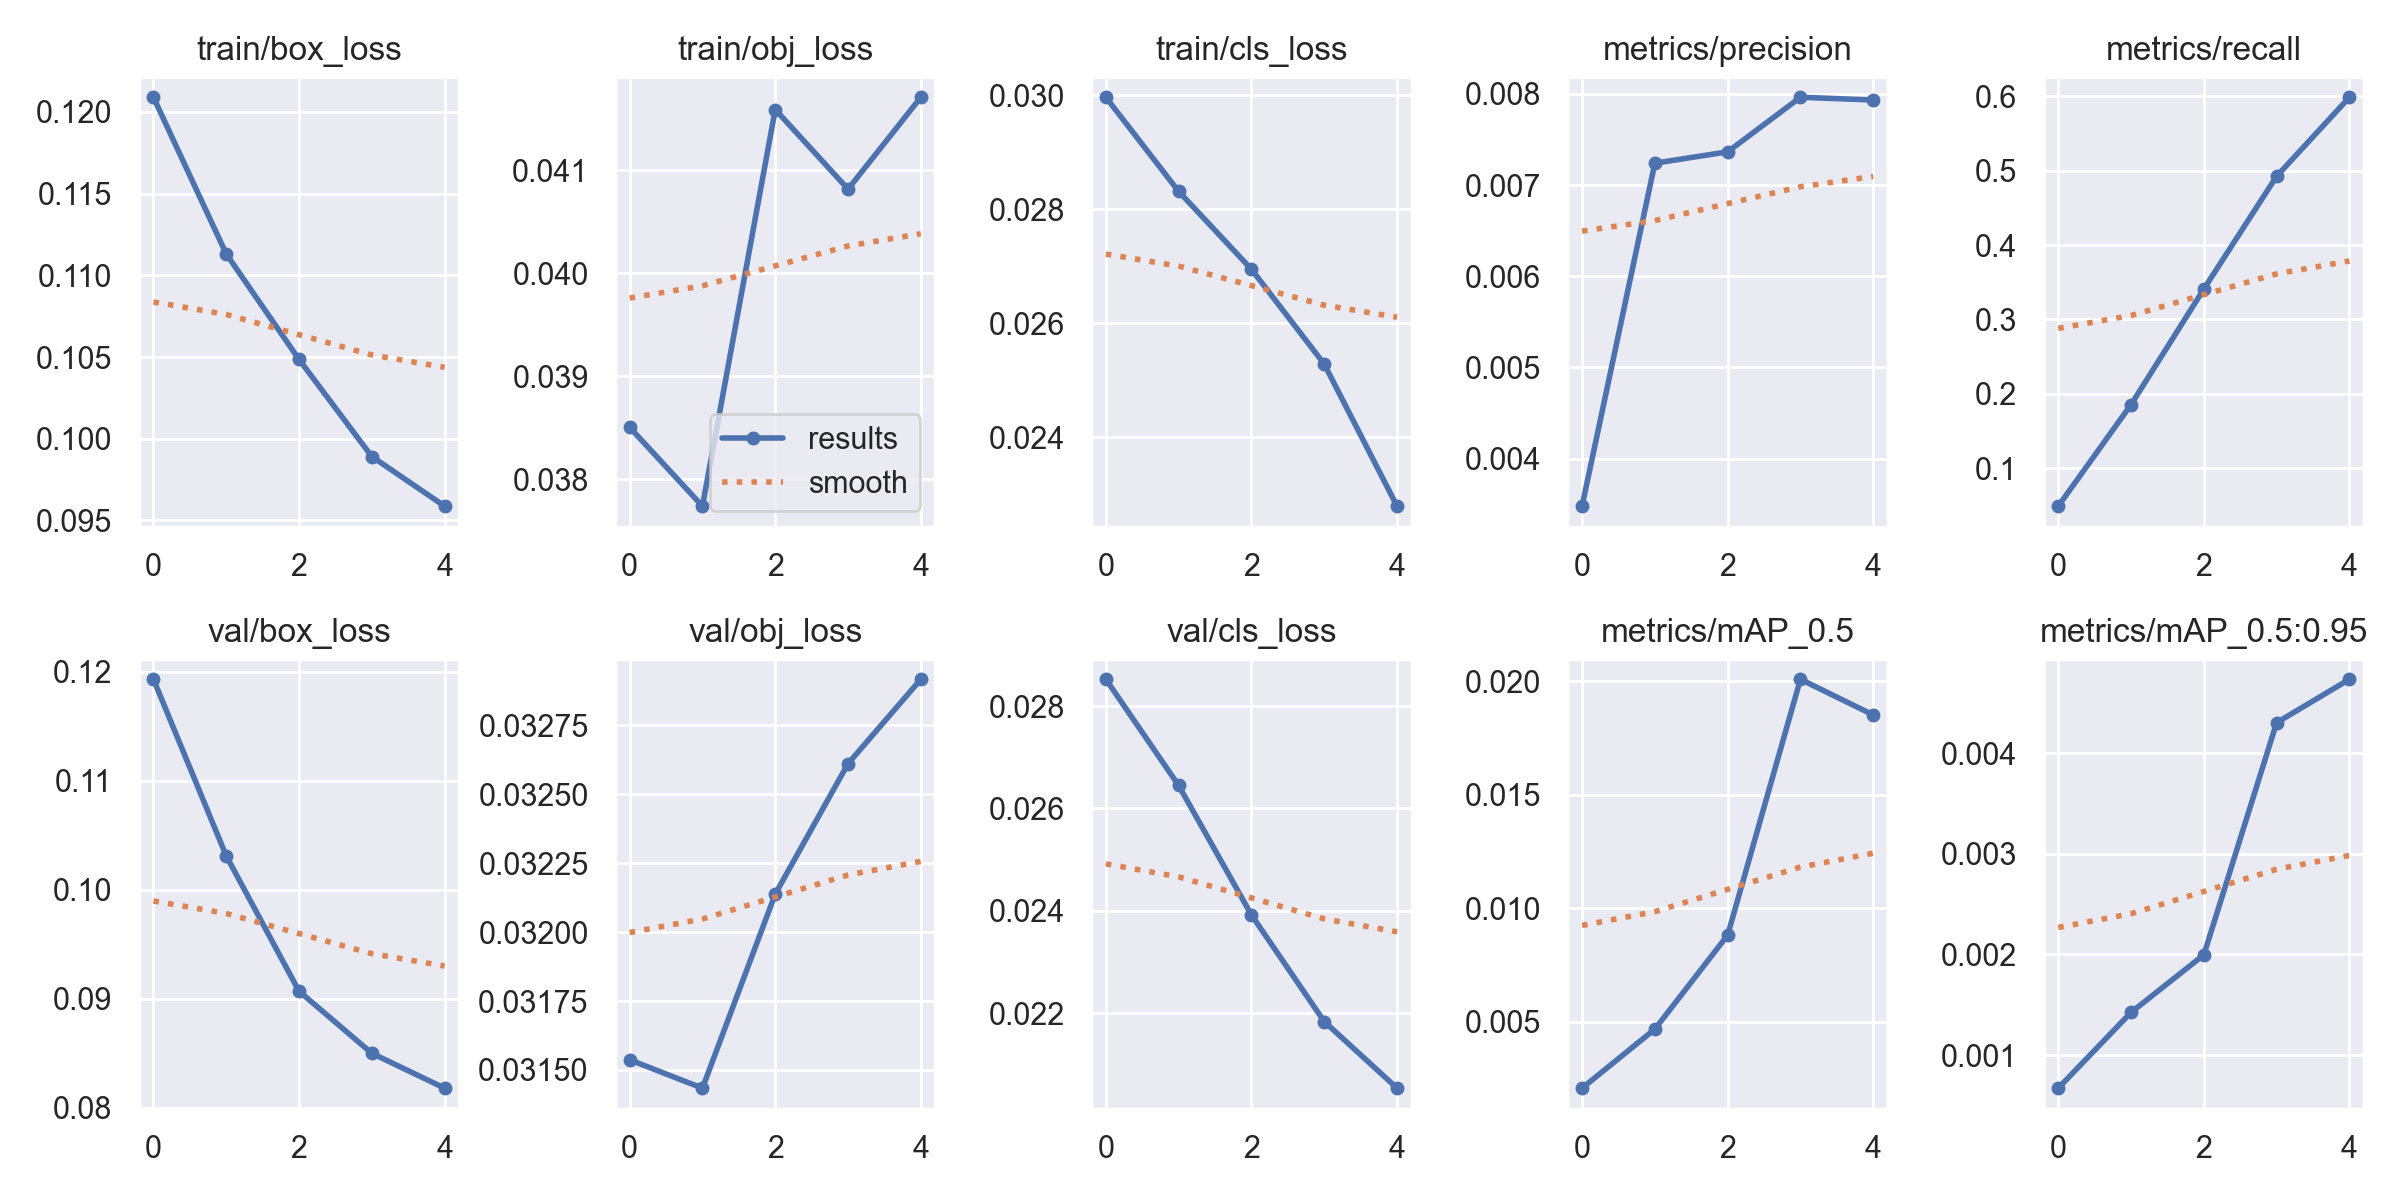 train/box_loss
0.120
0.115
0.110
0.105
0.100
0.095
0 2 4
train/obj_loss
0.041
0.040
0.039
0.038
results
smooth
0 2 4
train/cls_loss
0.030
0.028
0.026
0.024
0 2 4
metrics/precision
0.008
0.007
0.006
0.005
0.004
0 2 4
metrics/recall
0.6
0.5
0.4
0.3
0.2
0.1
0 2 4
val/box_loss
0.12
0.11
0.10
0.09
0.08
0 2 4
val/obj_loss
0.03275
0.03250
0.03225
0.03200
0.03175
0.03150
0 2 4
val/cls_loss
0.028
0.026
0.024
0.022
0 2 4
metrics/mAP_0.5
0.020
0.015
0.010
0.005
0 2 4
metrics/mAP_0.5:0.95
0.004
0.003
0.002
0.001
0 2 4